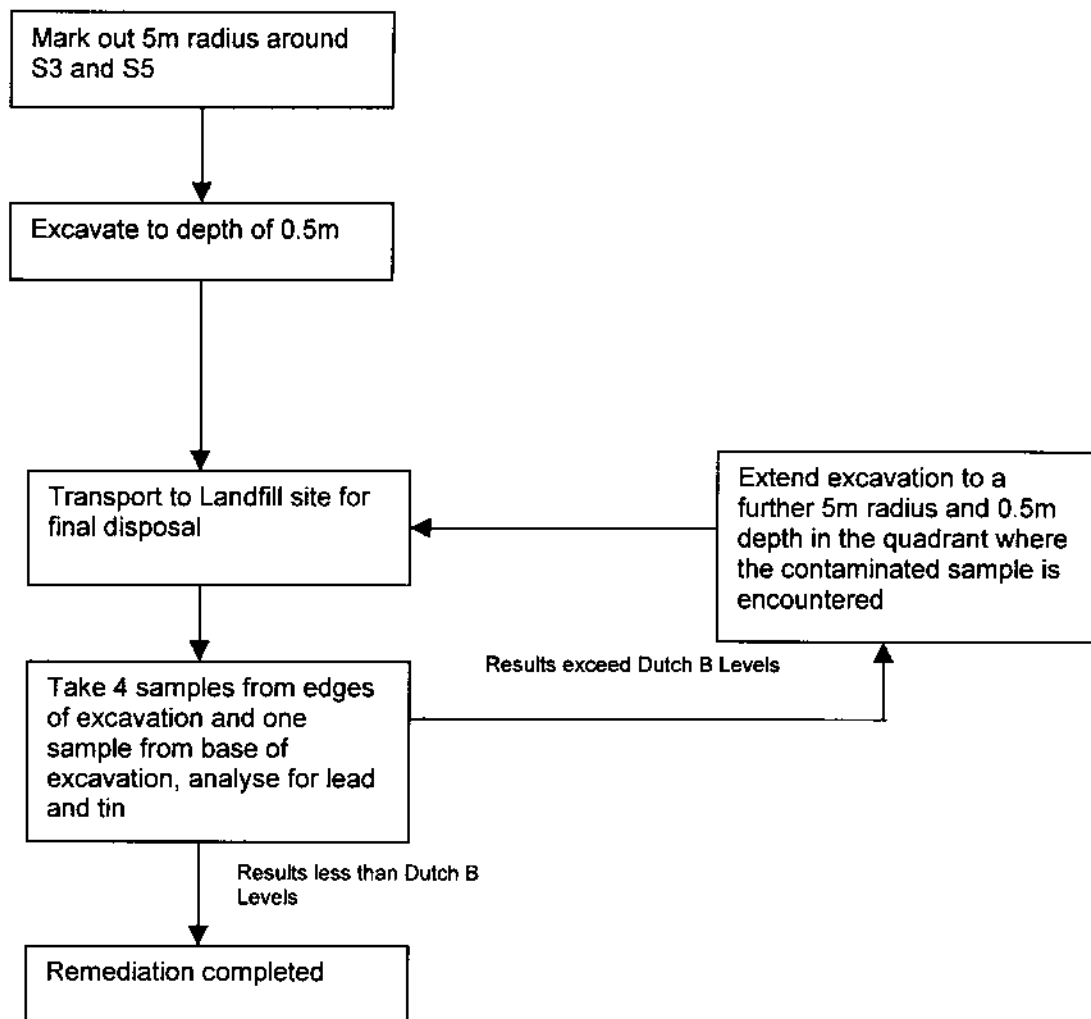 Mark out 5m radius around
S3 and S5
Excavate to depth of 0.5m
Transport to Landfill site for
final disposal
Extend excavation to a
further 5m radius and 0.5m
depth in the quadrant where
the contaminated sample is
encountered
Results exceed Dutch B Levels
Take 4 samples from edges
of excavation and one
sample from base of
excavation, analyse for lead
and tin
Results less than Dutch B
Levels
Remediation completed